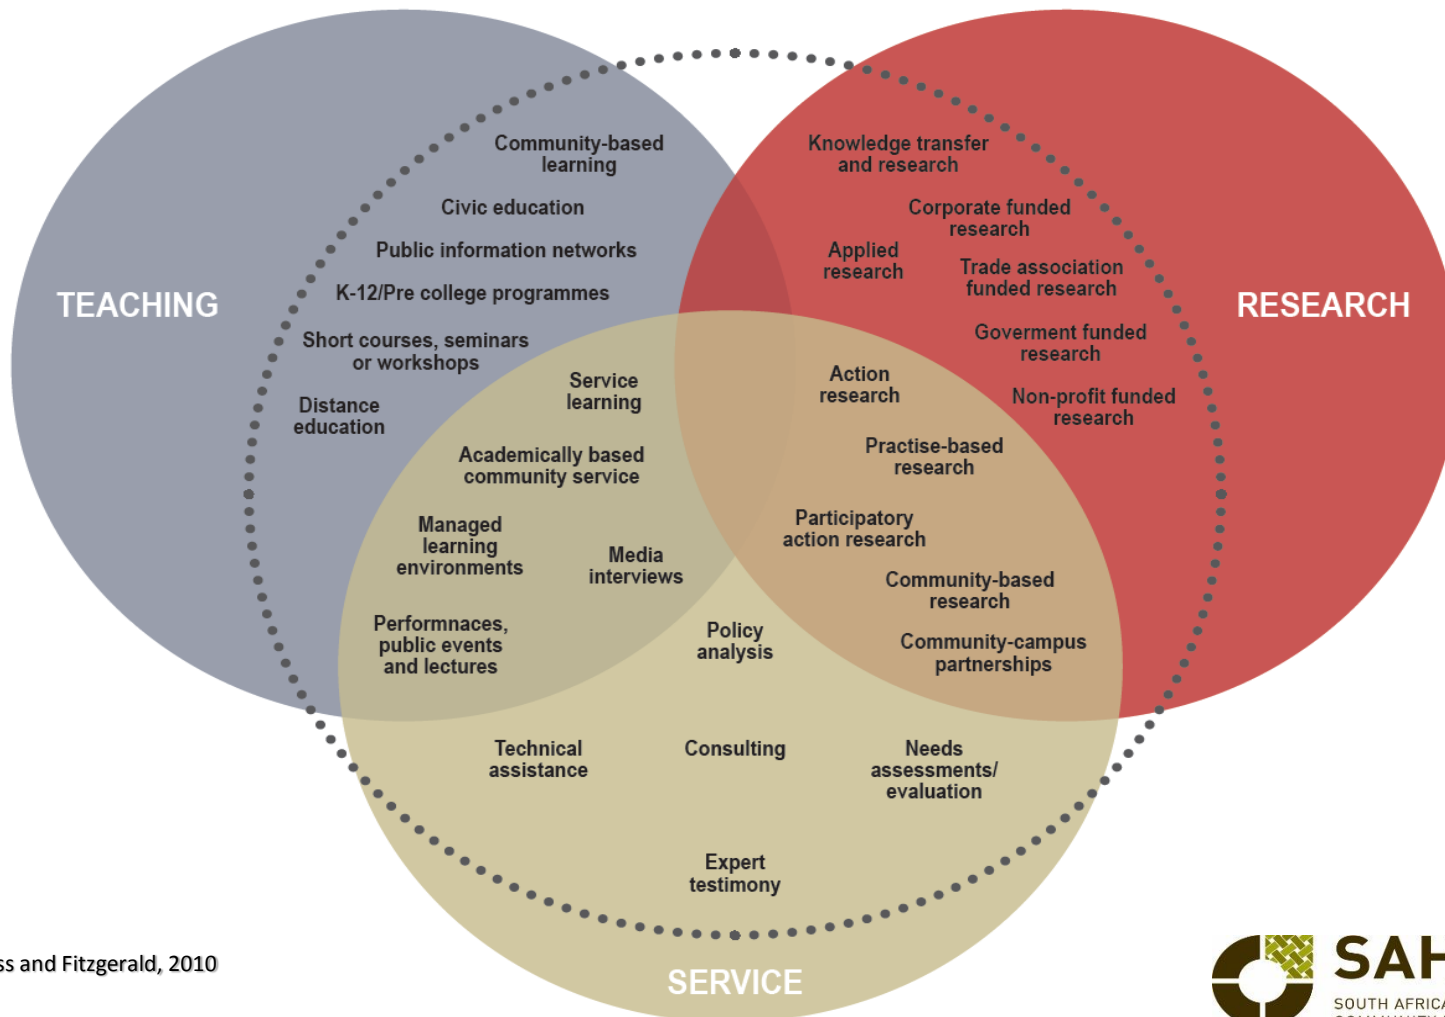 Community-based
learning
Civic education
Public information networks
K-12/Pre college programmes
TEACHING
Short courses, seminars
or workshops
Distance
education
Knowledge transfer
and research
Corporate funded
research
Applied
research
Trade association
funded research
RESEARCH
Goverment funded
research
Non-profit funded
research
Service
learning
Academically based
community service
Managed
learning
environments
Media
interviews
Performnaces,
public events
and lectures
Action
research
Practise-based
research
Participatory
action research
Community-based
research
Community-campus
partnerships
Policy
analysis
Technical
assistance
Consulting
Needs
assessments/
evaluation
Expert
testimony
SERVICE
ss and Fitzgerald, 2010
SAH
SOUTH AFRICA